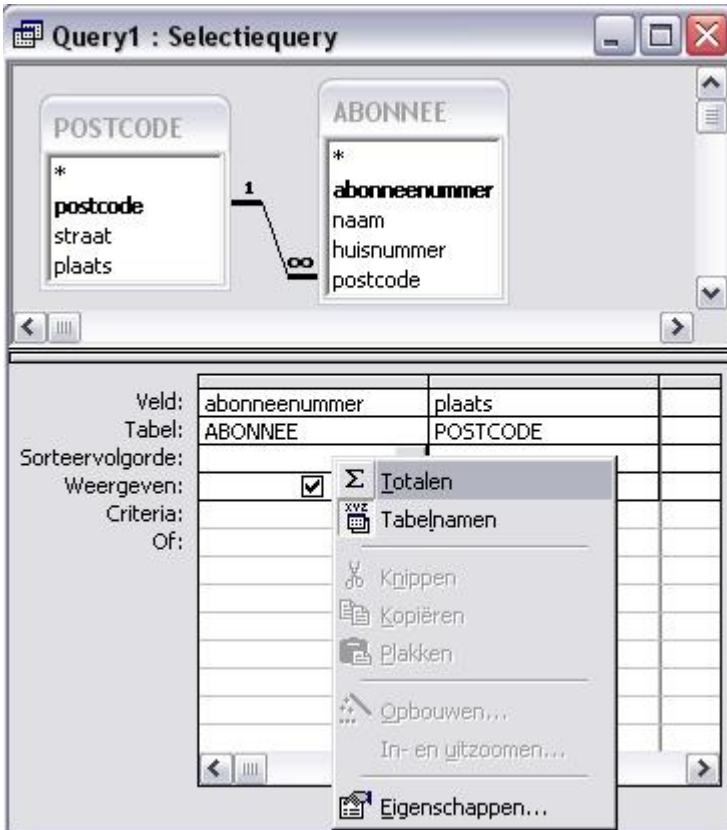 Query1 : Selectiequery
POSTCODE
*
postcode
straat
plaats
1
∞
ABONNEE
*
abonneenummer
naam
huisnummer
postcode
Veld: abonneenummer plaats
Tabel: ABONNEE POSTCODE
Sorteervolgorde:
Weergeven:
Criteria:
Of:
Σ Totalen
XYZ Tabelnamen
Knippen
Kopiëren
Plakken
Opbouwen...
In- en uitzoomen...
Eigenschappen...